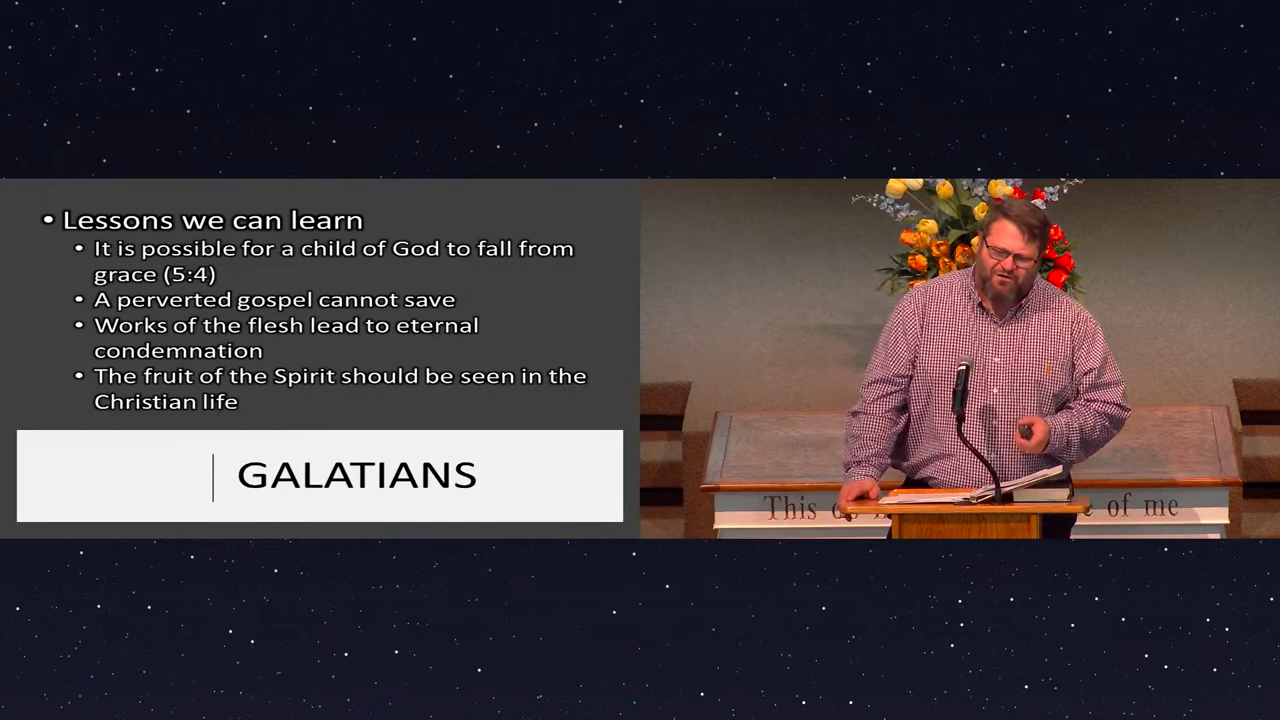 • Lessons we can learn
• It is possible for a child of God to fall from
grace (5:4)
• A perverted gospel cannot save
• Works of the flesh lead to eternal
condemnation
• The fruit of the Spirit should be seen in the
Christian life
GALATIANS
This do
of me